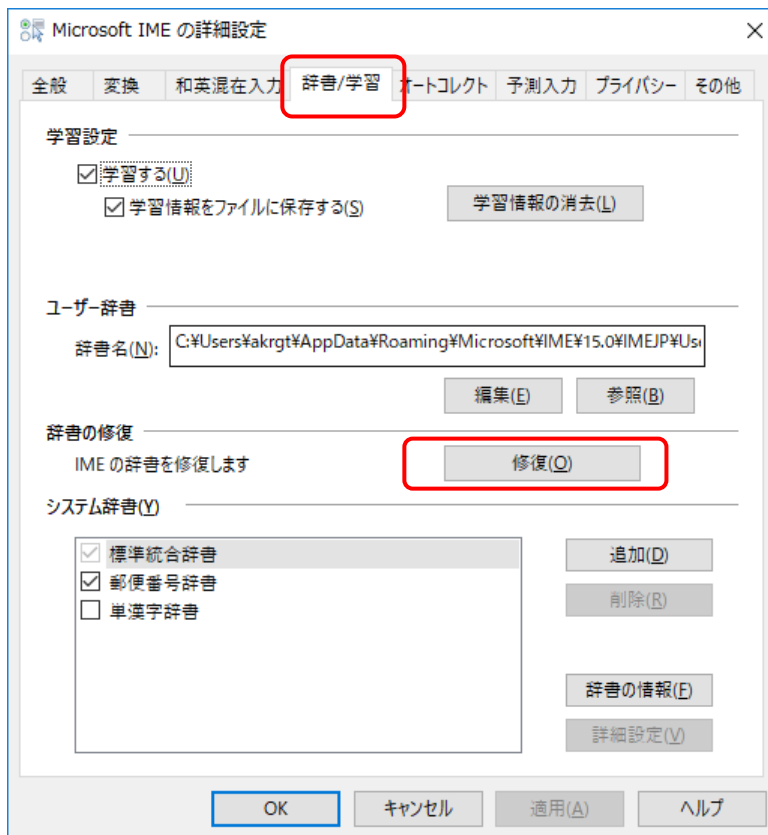 Microsoft IME の詳細設定
全般 変換 和英混在入力 辞書/学習 オートコレクト 予測入力 プライバシー その他
学習設定
学習する(U)
学習情報をファイルに保存する(S) 学習情報の消去(L)
ユーザー辞書
辞書名(N): C:¥Users¥akrgt¥AppData¥Roaming¥Microsoft¥IME¥15.0¥IMEJP¥Use
編集(E) 参照(B)
辞書の修復
IME の辞書を修復します 修復(O)
システム辞書(Y)
標準統合辞書 追加(D)
郵便番号辞書
単漢字辞書 削除(R)
辞書の情報(F)
詳細設定(V)
OK キャンセル 適用(A) ヘルプ